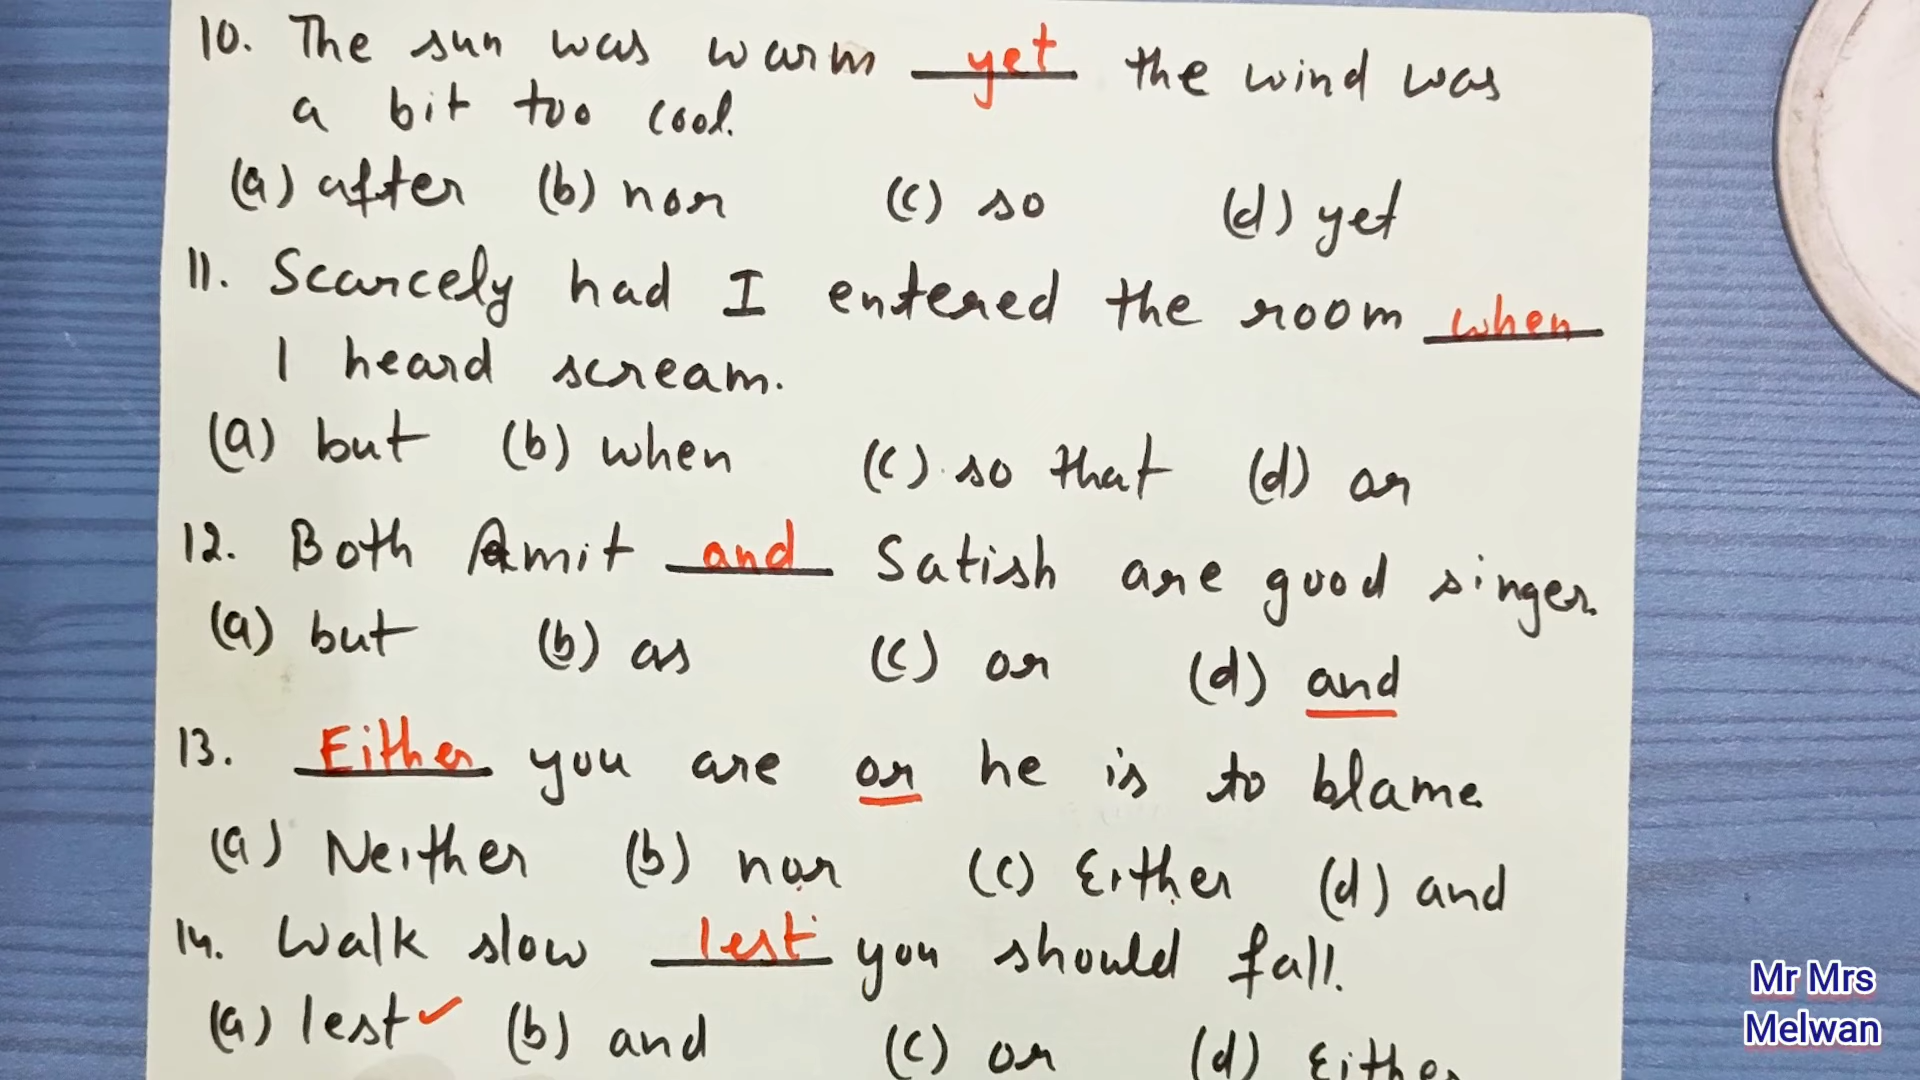 10. The sun was warm yet the wind was
a bit too cool.
(a) after (b) nor (c) so (d) yet
11. Scarcely had I entered the room when
I heard scream.
(a) but (b) when (c) so that (d) or
12. Both Amit and Satish are good singer.
(a) but (b) as (c) or (d) and
13. Either you are or he is to blame.
(a) Neither (b) nor (c) Either (d) and
14. Walk slow lest you should fall.
(a) lest ✓ (b) and (c) or (d) Either
Mr Mrs
Melwan